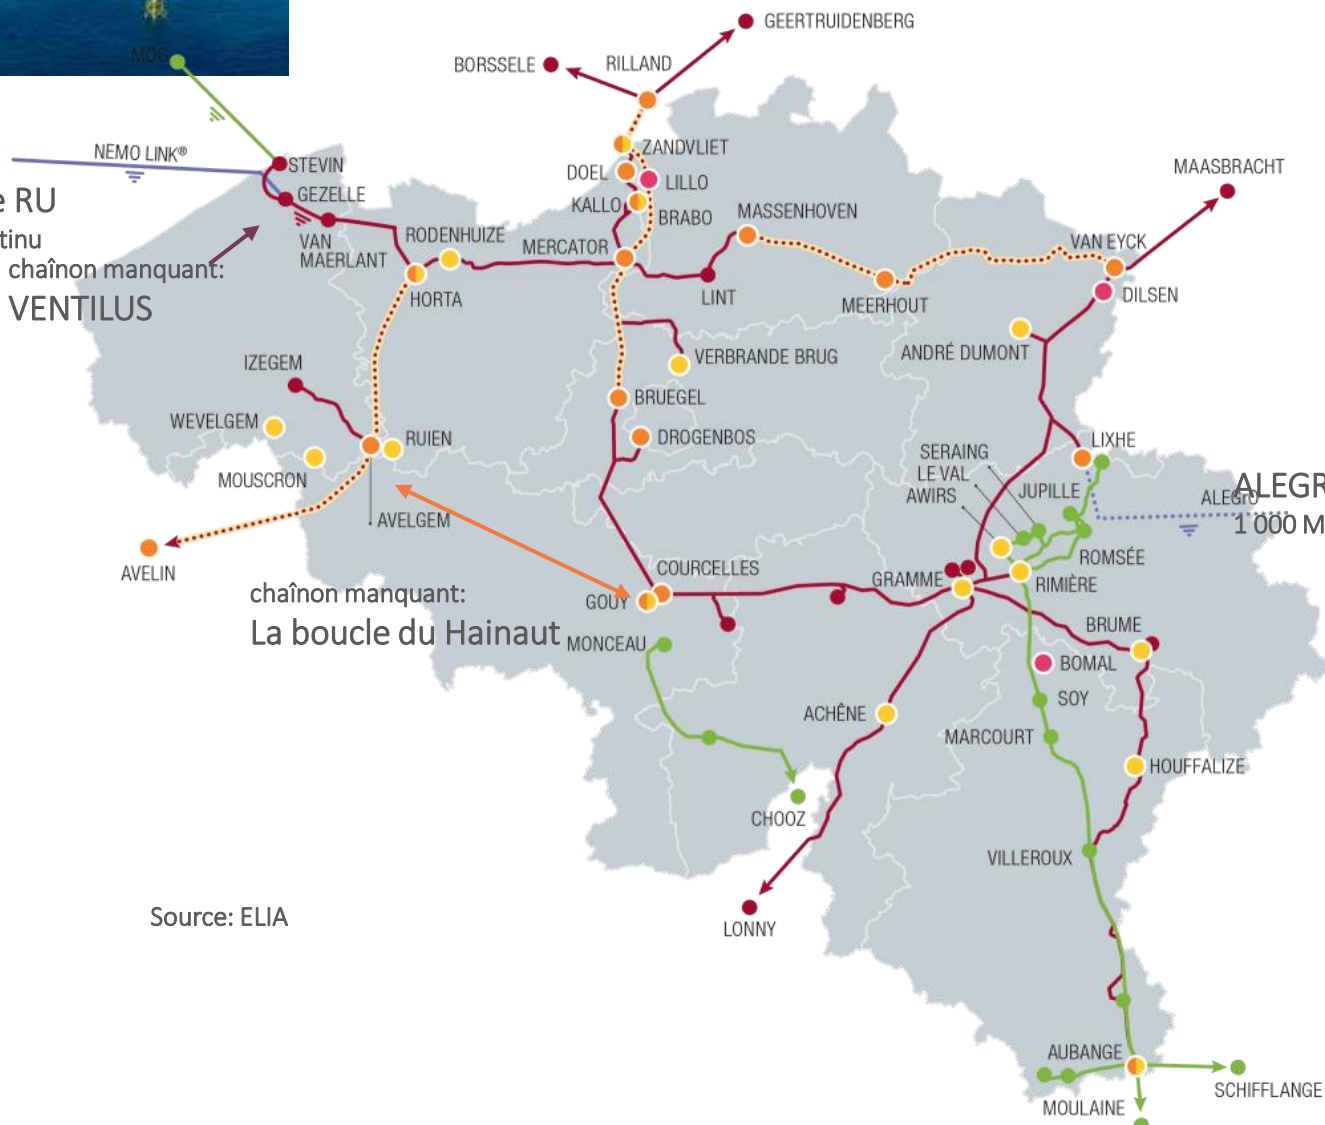 MOG
GEERTRUIDENBERG
BORSSELE
RILLAND
NEMO LINK®
STEVIN
ZANDVLIET
DOEL
LILLO
MAASBRACHT
e RU
GEZELLE
KALLO
BRABO
MASSENHOVEN
tinu
VAN
MAERLANT
RODENHUIZE
MERCATOR
VAN EYCK
chaînon manquant:
VENTILUS
HORTA
LINT
MEERHOUT
DILSEN
IZEGEM
VERBRANDE BRUG
ANDRÉ DUMONT
WEVELGEM
BRUEGEL
RUIEN
DROGENBOS
LIXHE
MOUSCRON
SERAING
LE VAL
AWIRS
JUPILLE
ALEGrO
ALEGR
1 000 M
AVELGEM
AVELIN
ROMSÉE
COURCELLES
GRAMME
RIMIÈRE
chaînon manquant:
La boucle du Hainaut
GOUY
MONCEAU
BRUME
BOMAL
SOY
ACHÊNE
MARCOURT
HOUFFALIZE
CHOOZ
VILLEROUX
Source: ELIA
LONNY
AUBANGE
SCHIFFLANGE
MOULAINE